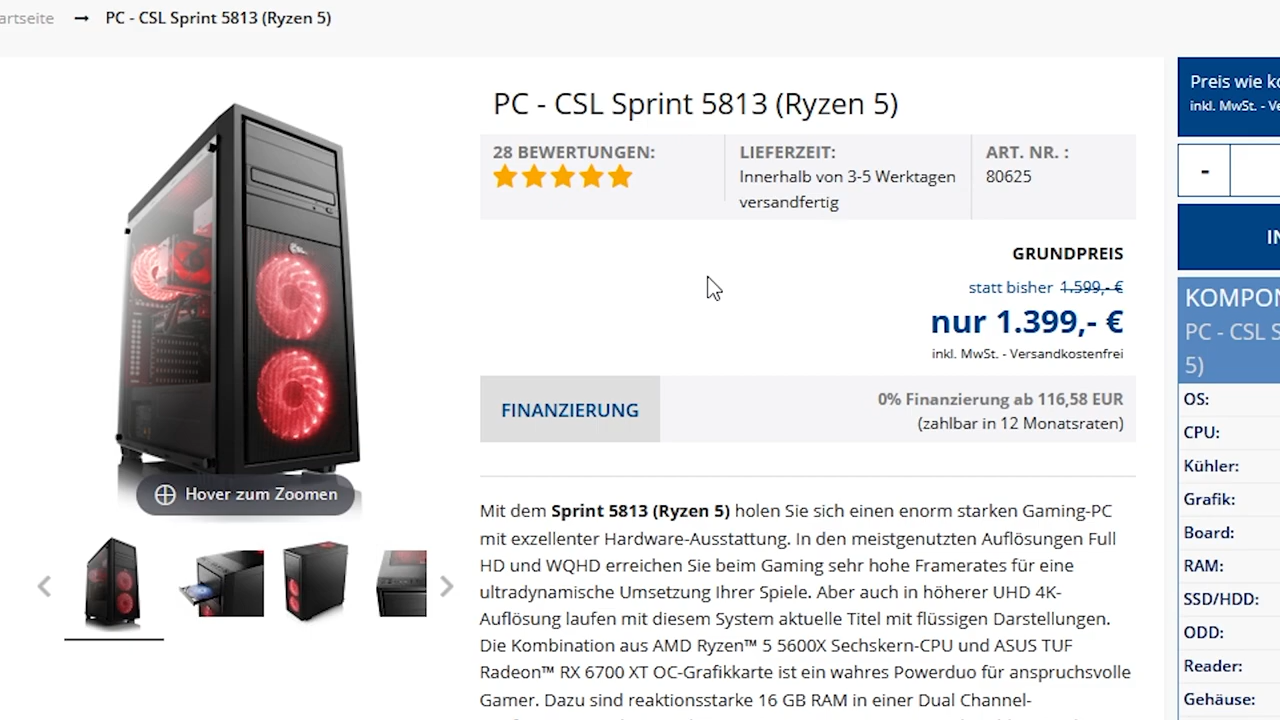 artseite → PC - CSL Sprint 5813 (Ryzen 5)
PC - CSL Sprint 5813 (Ryzen 5)
28 BEWERTUNGEN:
LIEFERZEIT:
Innerhalb von 3-5 Werktagen
versandfertig
ART. NR. :
80625
GRUNDPREIS
statt bisher 1.599,- €
nur 1.399,- €
inkl. MwSt. - Versandkostenfrei
FINANZIERUNG
0% Finanzierung ab 116,58 EUR
(zahlbar in 12 Monatsraten)
Hover zum Zoomen
Mit dem Sprint 5813 (Ryzen 5) holen Sie sich einen enorm starken Gaming-PC
mit exzellenter Hardware-Ausstattung. In den meistgenutzten Auflösungen Full
HD und WQHD erreichen Sie beim Gaming sehr hohe Framerates für eine
ultradynamische Umsetzung Ihrer Spiele. Aber auch in höherer UHD 4K-
Auflösung laufen mit diesem System aktuelle Titel mit flüssigen Darstellungen.
Die Kombination aus AMD Ryzen™ 5 5600X Sechskern-CPU und ASUS TUF
Radeon™ RX 6700 XT OC-Grafikkarte ist ein wahres Powerduo für anspruchsvolle
Gamer. Dazu sind reaktionsstarke 16 GB RAM in einer Dual Channel-
Preis wie ko
inkl. MwSt. - Ve
-
IN
KOMPON
PC - CSL S
5)
OS:
CPU:
Kühler:
Grafik:
Board:
RAM:
SSD/HDD:
ODD:
Reader:
Gehäuse: